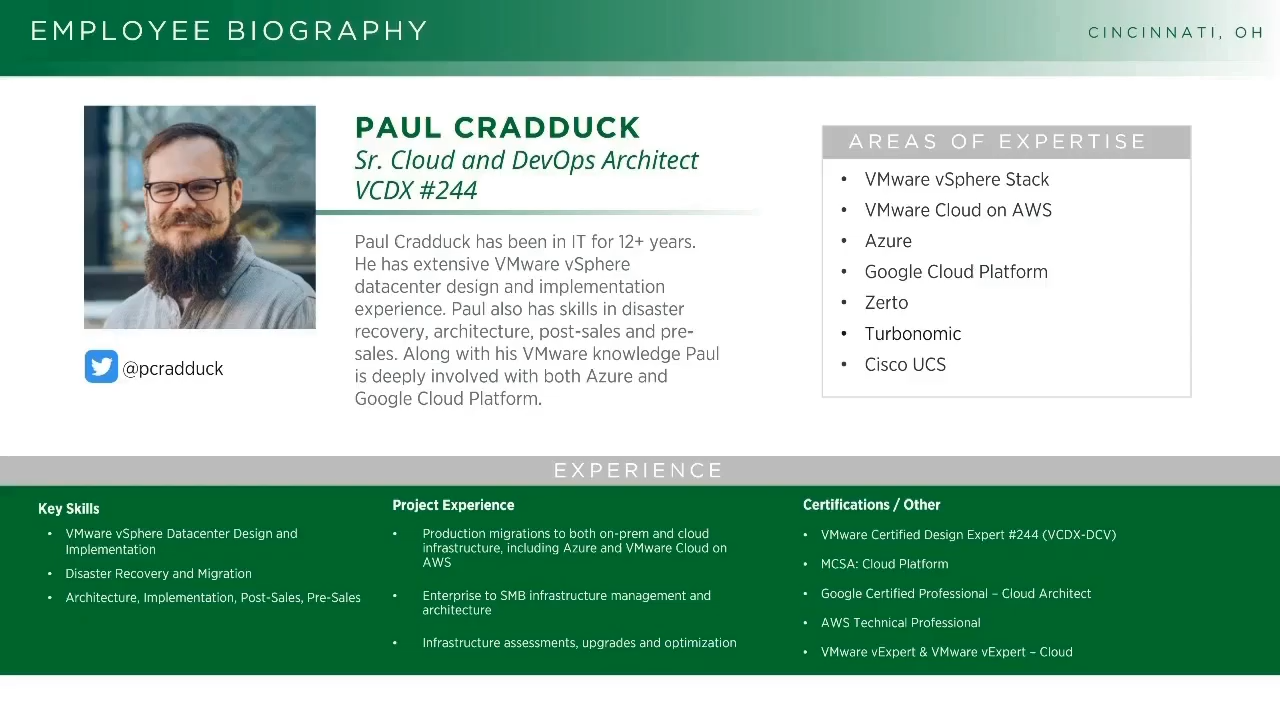 EMPLOYEE BIOGRAPHY
CINCINNATI, OH
PAUL CRADDUCK
Sr. Cloud and DevOps Architect
VCDX #244
Paul Cradduck has been in IT for 12+ years.
He has extensive VMware vSphere
datacenter design and implementation
experience. Paul also has skills in disaster
recovery, architecture, post-sales and pre-
sales. Along with his VMware knowledge Paul
is deeply involved with both Azure and
Google Cloud Platform.
@pcradduck
AREAS OF EXPERTISE
• VMware vSphere Stack
• VMware Cloud on AWS
• Azure
• Google Cloud Platform
• Zerto
• Turbonomic
• Cisco UCS
EXPERIENCE
Key Skills
• VMware vSphere Datacenter Design and
Implementation
• Disaster Recovery and Migration
• Architecture, Implementation, Post-Sales, Pre-Sales
Project Experience
• Production migrations to both on-prem and cloud
infrastructure, including Azure and VMware Cloud on
AWS
• Enterprise to SMB infrastructure management and
architecture
• Infrastructure assessments, upgrades and optimization
Certifications / Other
• VMware Certified Design Expert #244 (VCDX-DCV)
• MCSA: Cloud Platform
• Google Certified Professional – Cloud Architect
• AWS Technical Professional
• VMware vExpert & VMware vExpert – Cloud